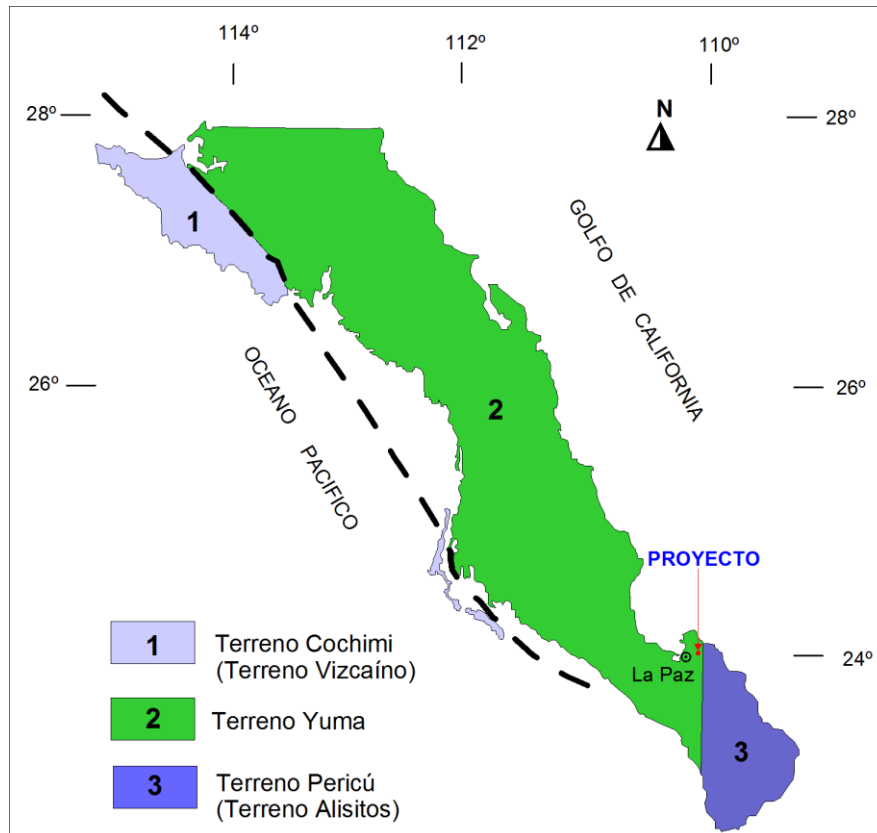 114º
112º
110º
28º
28º
N
GOLFO DE CALIFORNIA
1
OCEANO PACIFICO
26º
26º
2
PROYECTO
24º
La Paz
3
1 Terreno Cochimi
(Terreno Vizcaíno)
2 Terreno Yuma
3 Terreno Pericú
(Terreno Alisitos)